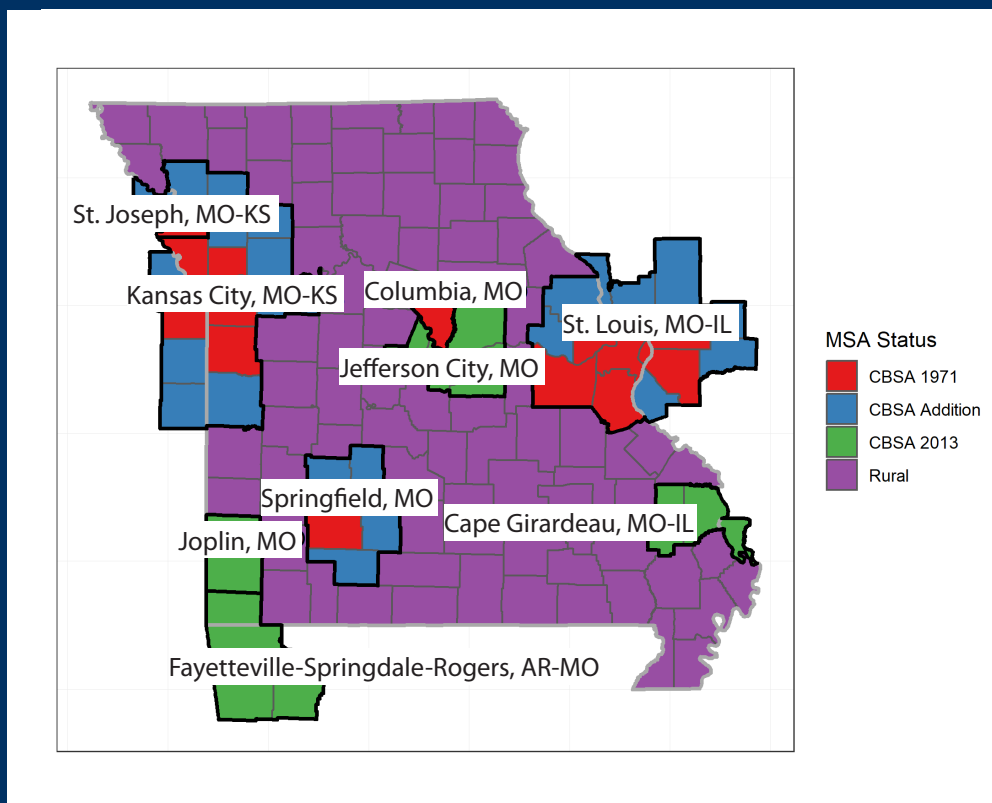 St. Joseph, MO-KS
Kansas City, MO-KS
Columbia, MO
St. Louis, MO-IL
Jefferson City, MO
Springfield, MO
Cape Girardeau, MO-IL
Joplin, MO
Fayetteville-Springdale-Rogers, AR-MO
MSA Status
CBSA 1971
CBSA Addition
CBSA 2013
Rural